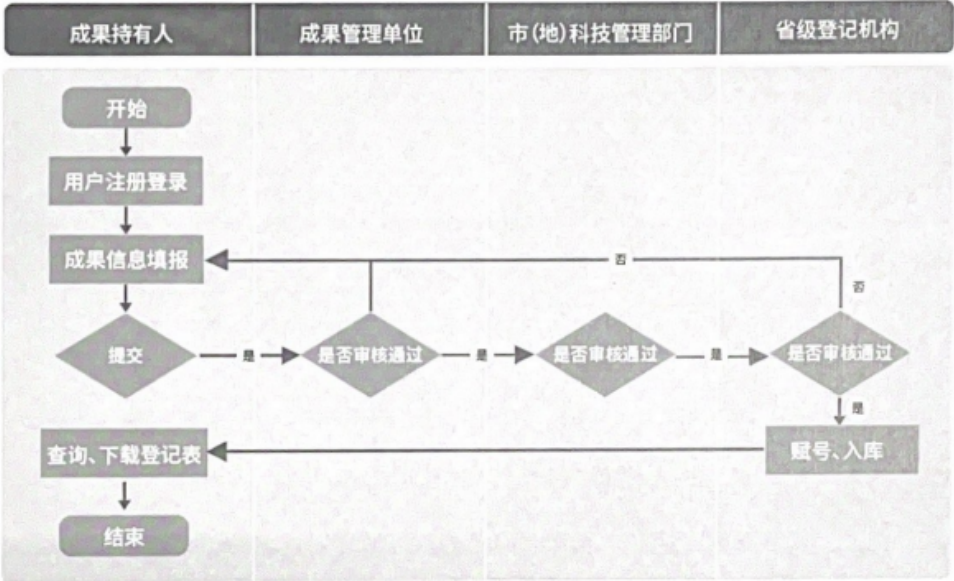 成果持有人
成果管理单位
市(地)科技管理部门
省级登记机构
开始
用户注册登录
成果信息填报
否
否
提交
是
是否审核通过
是
是否审核通过
是
是否审核通过
是
查询、下载登记表
赋号、入库
结束